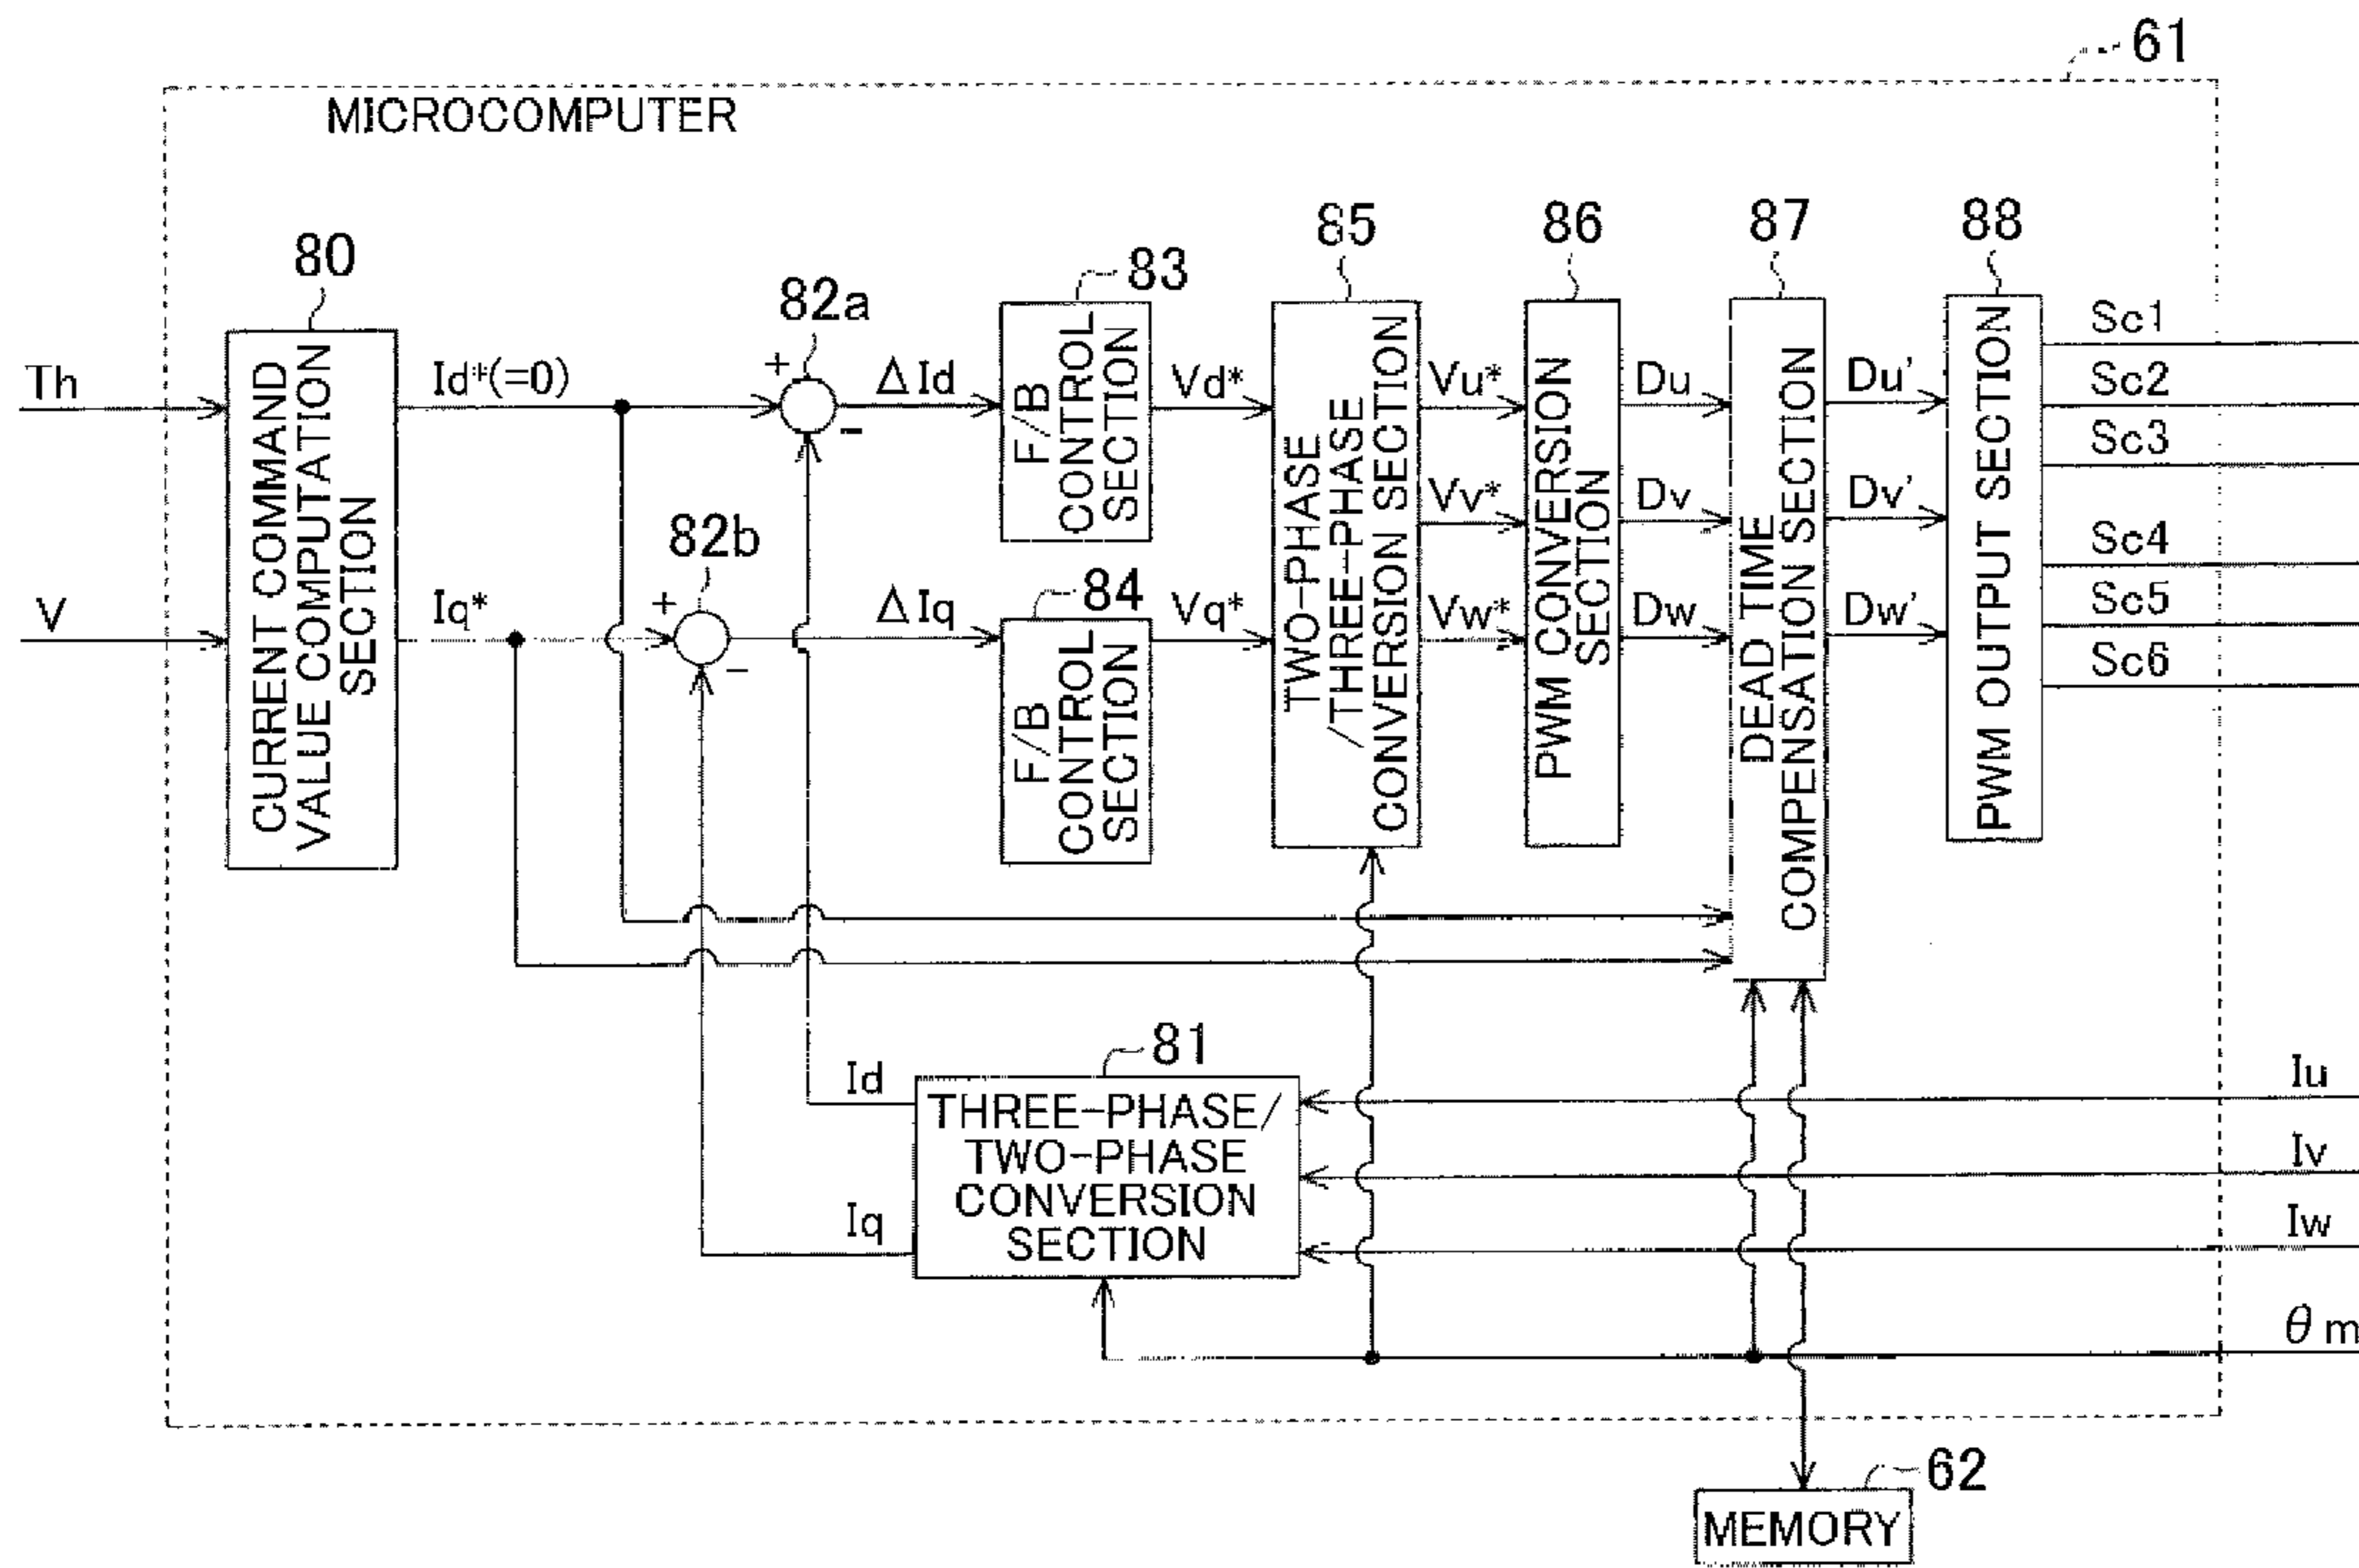 61
MICROCOMPUTER
80
CURRENT COMMAND
VALUE COMPUTATION
SECTION
Th
V
Id*(=0)
Iq*
82a
+
-
82b
+
-
ΔId
ΔIq
83
F/B
CONTROL
SECTION
84
F/B
CONTROL
SECTION
Vd*
Vq*
85
TWO-PHASE
/THREE-PHASE
CONVERSION SECTION
Vu*
Vv*
Vw*
86
PWM CONVERSION
SECTION
Du
Dv
Dw
87
DEAD TIME
COMPENSATION SECTION
Du'
Dv'
Dw'
88
PWM OUTPUT SECTION
Sc1
Sc2
Sc3
Sc4
Sc5
Sc6
81
THREE-PHASE/
TWO-PHASE
CONVERSION
SECTION
Id
Iq
Iu
Iv
Iw
θm
62
MEMORY